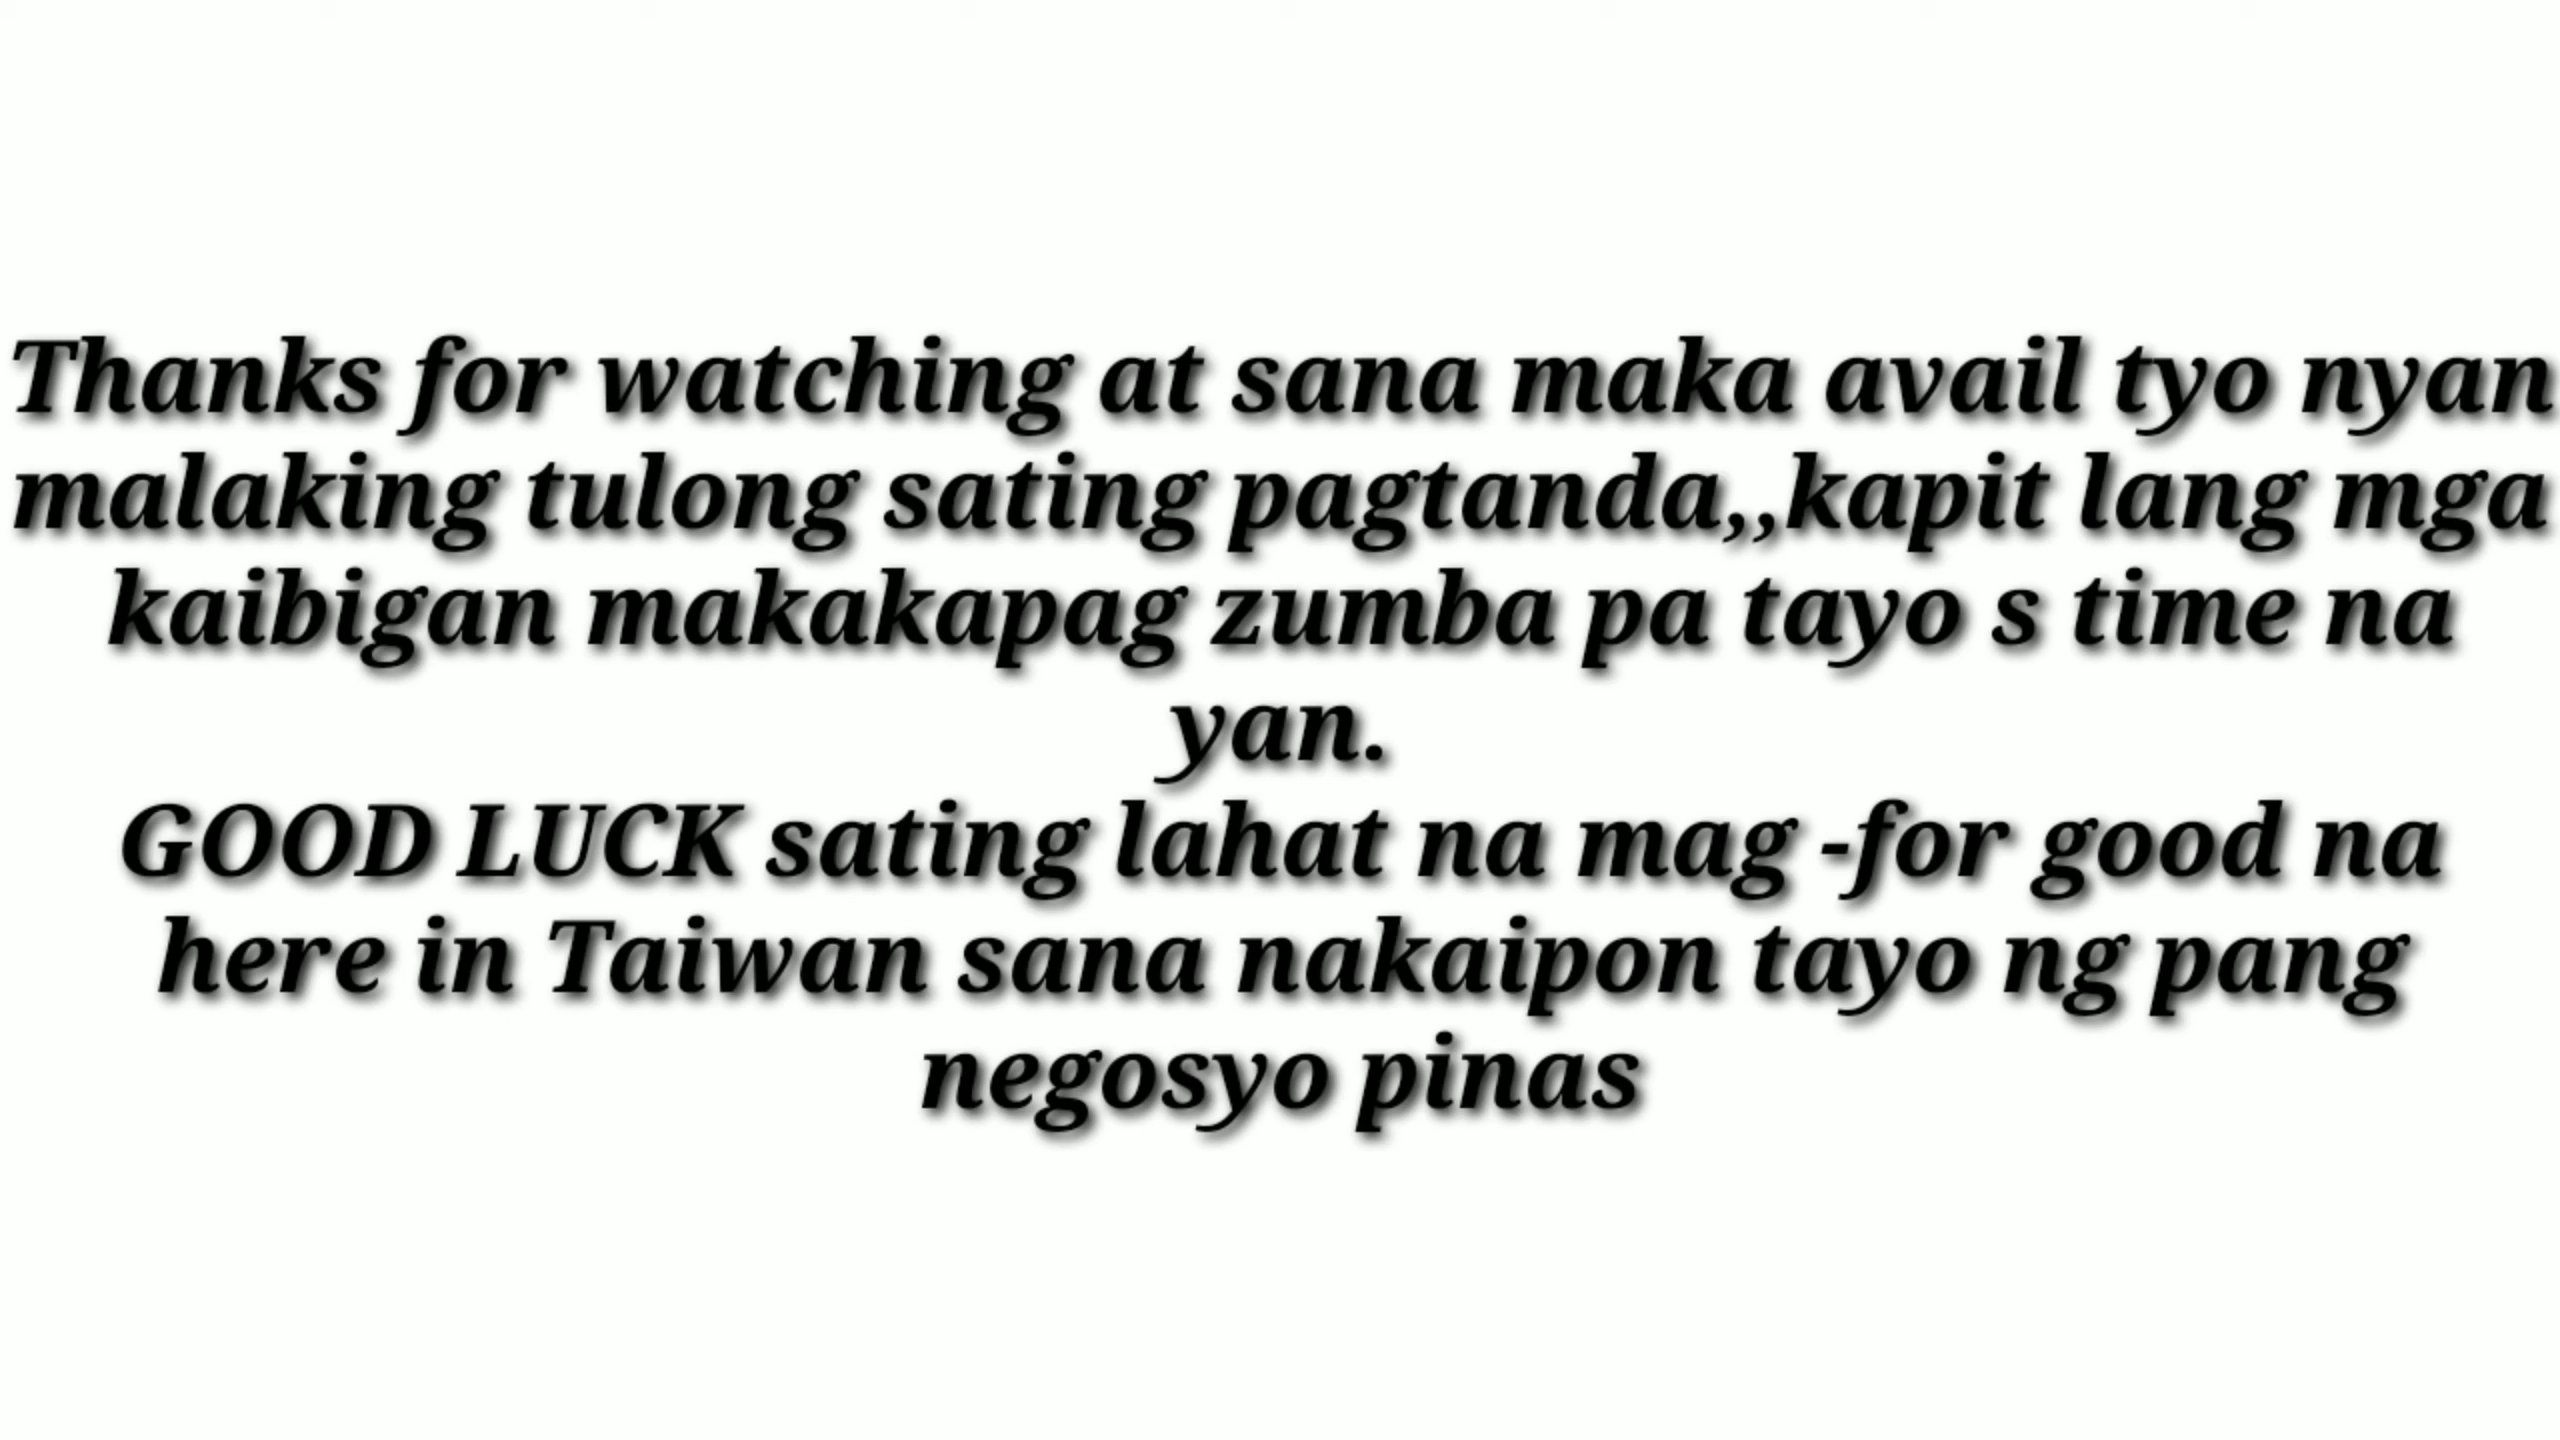 Thanks for watching at sana maka avail tyo nyan
malaking tulong sating pagtanda,,kapit lang mga
kaibigan makakapag zumba pa tayo s time na
yan.
GOOD LUCK sating lahat na mag -for good na
here in Taiwan sana nakaipon tayo ng pang
negosyo pinas